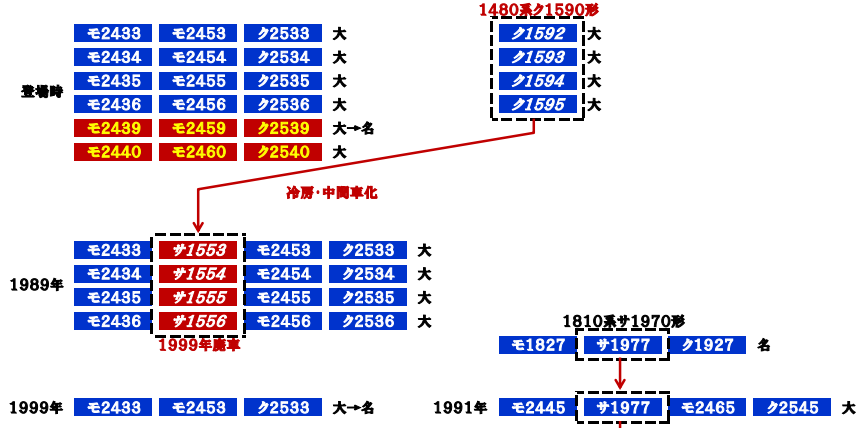 1480系ク1590形
モ2433 モ2453 ク2533 大 ク1592 大
モ2434 モ2454 ク2534 大 ク1593 大
モ2435 モ2455 ク2535 大 ク1594 大
登場時
モ2436 モ2456 ク2536 大 ク1595 大
モ2439 モ2459 ク2539 大→名
モ2440 モ2460 ク2540 大
冷房·中間車化
モ2433 サ1553 モ2453 ク2533 大
モ2434 サ1554 モ2454 ク2534 大
1989年
モ2435 サ1555 モ2455 ク2535 大
モ2436 サ1556 モ2456 ク2536 大
1810系サ1970形
1999年廃車
モ1827 サ1977 ク1927 名
1999年 モ2433 モ2453 ク2533 大→名
1991年 モ2445 サ1977 モ2465 ク2545 大